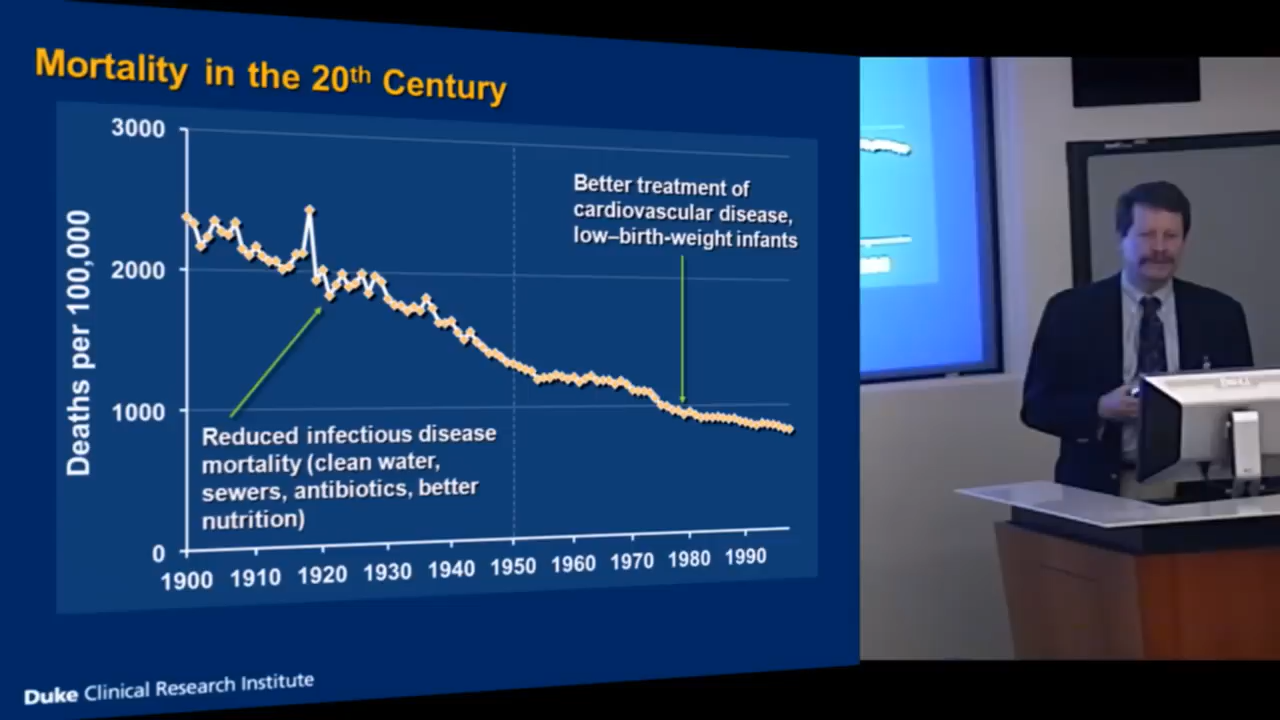 Mortality in the 20th Century
3000
2000
1000
0
Deaths per 100,000
Better treatment of
cardiovascular disease,
low–birth-weight infants
Reduced infectious disease
mortality (clean water,
sewers, antibiotics, better
nutrition)
1900 1910 1920 1930 1940 1950 1960 1970 1980 1990
Duke Clinical Research Institute
DELL